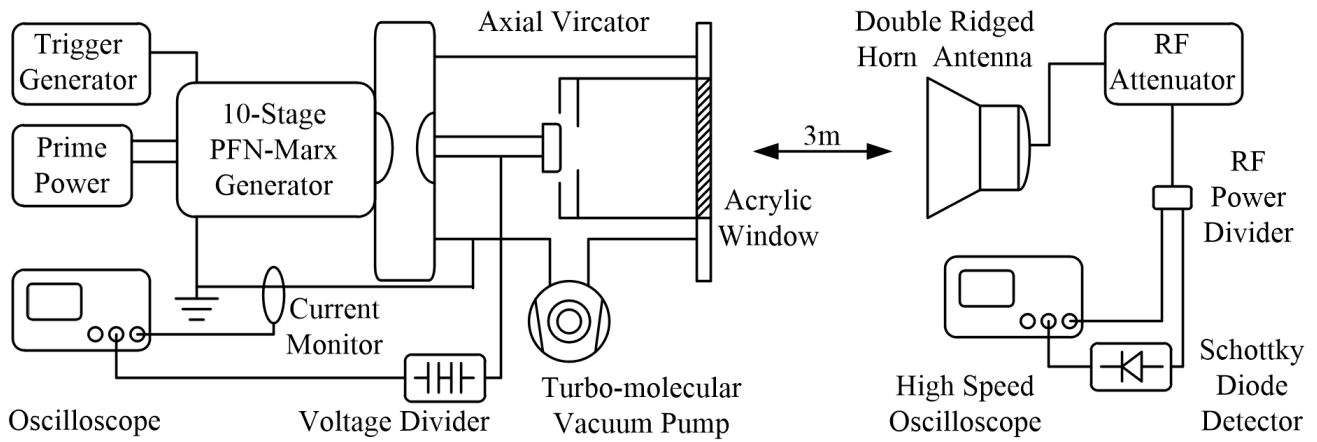 Trigger
Generator
Prime
Power
10-Stage
PFN-Marx
Generator
Axial Vircator
Acrylic
Window
3m
Double Ridged
Horn Antenna
RF
Attenuator
RF
Power
Divider
Current
Monitor
Oscilloscope
Voltage Divider
Turbo-molecular
Vacuum Pump
High Speed
Oscilloscope
Schottky
Diode
Detector